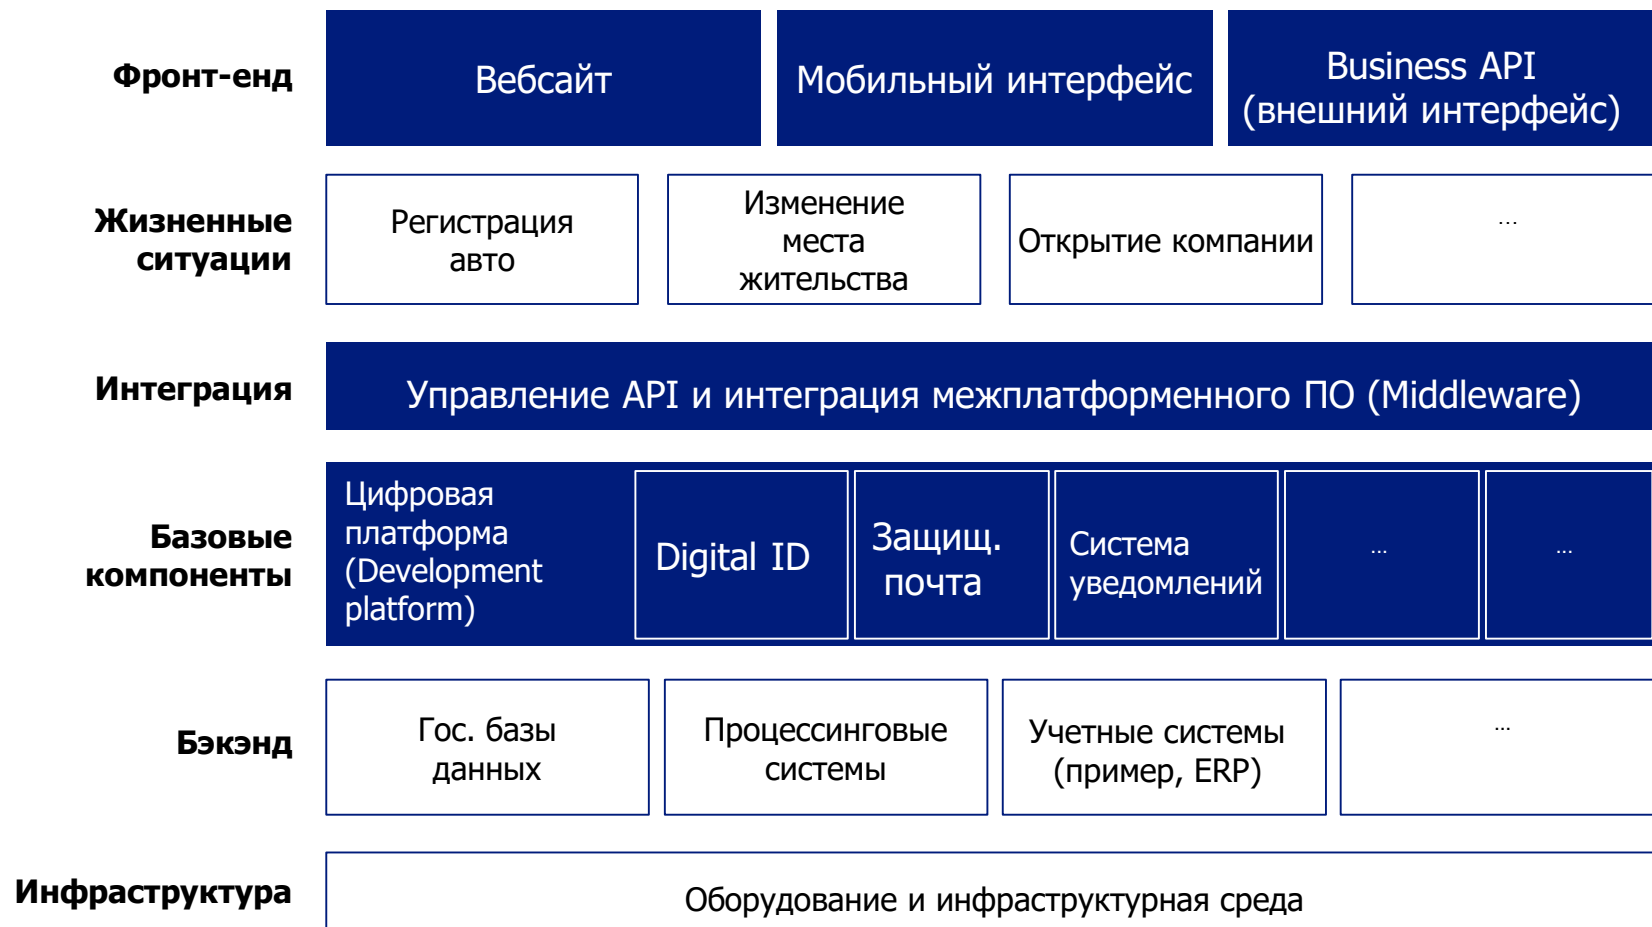 Фронт-енд
Вебсайт
Мобильный интерфейс
Business API
(внешний интерфейс)
Жизненные
ситуации
Регистрация
авто
Изменение
места
жительства
Открытие компании
...
Интеграция
Управление API и интеграция межплатформенного ПО (Middleware)
Базовые
компоненты
Цифровая
платформа
(Development
platform)
Digital ID
Защищ.
почта
Система
уведомлений
...
...
Бэкэнд
Гос. базы
данных
Процессинговые
системы
Учетные системы
(пример, ERP)
...
Инфраструктура
Оборудование и инфраструктурная среда